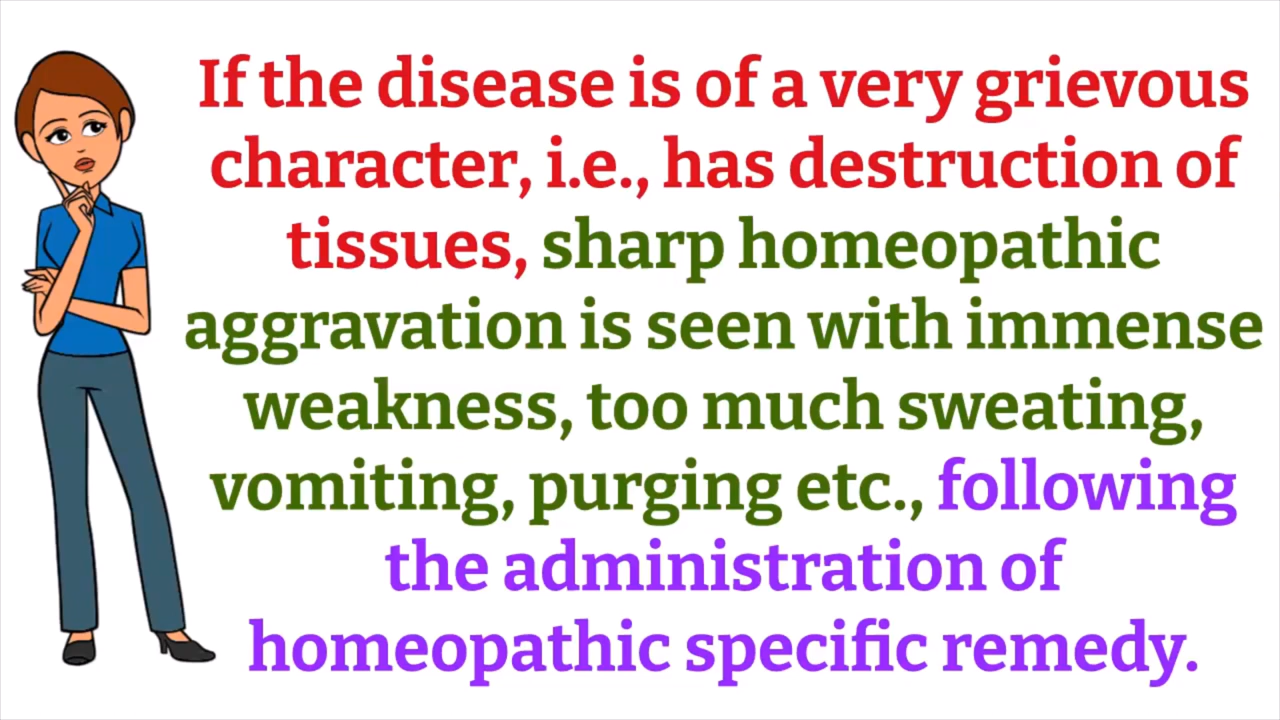 If the disease is of a very grievous
character, i.e., has destruction of
tissues, sharp homeopathic
aggravation is seen with immense
weakness, too much sweating,
vomiting, purging etc., following
the administration of
homeopathic specific remedy.